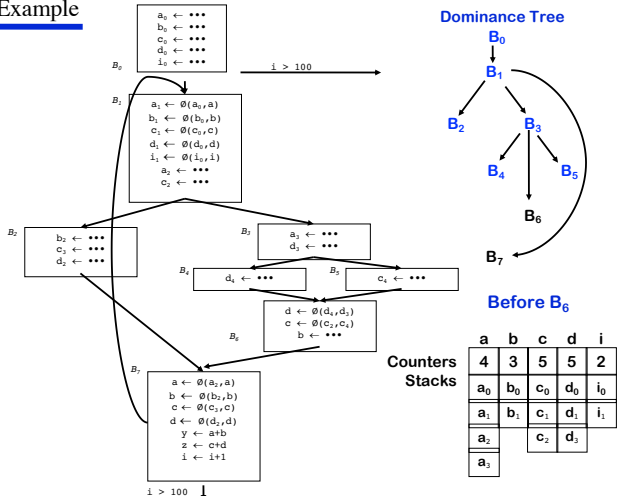 Example
a₀ ← •••
b₀ ← •••
c₀ ← •••
d₀ ← •••
i₀ ← •••
B₀
i > 100
B₁
a₁ ← Ø(a₀,a)
b₁ ← Ø(b₀,b)
c₁ ← Ø(c₀,c)
d₁ ← Ø(d₀,d)
i₁ ← Ø(i₀,i)
a₂ ← •••
c₂ ← •••
B₂
b₂ ← •••
c₃ ← •••
d₂ ← •••
B₃
a₃ ← •••
d₃ ← •••
B₄
d₄ ← •••
B₅
c₄ ← •••
d ← Ø(d₄,d₃)
c ← Ø(c₂,c₄)
b ← •••
B₆
B₇
a ← Ø(a₂,a)
b ← Ø(b₂,b)
c ← Ø(c₃,c)
d ← Ø(d₂,d)
y ← a+b
z ← c+d
i ← i+1
i > 100
Dominance Tree
B₀
B₁
B₂ B₃
B₄ B₅
B₆
B₇
Before B₆
a b c d i
Counters 4 3 5 5 2
Stacks a₀ b₀ c₀ d₀ i₀
a₁ b₁ c₁ d₁ i₁
a₂ c₂ d₃
a₃